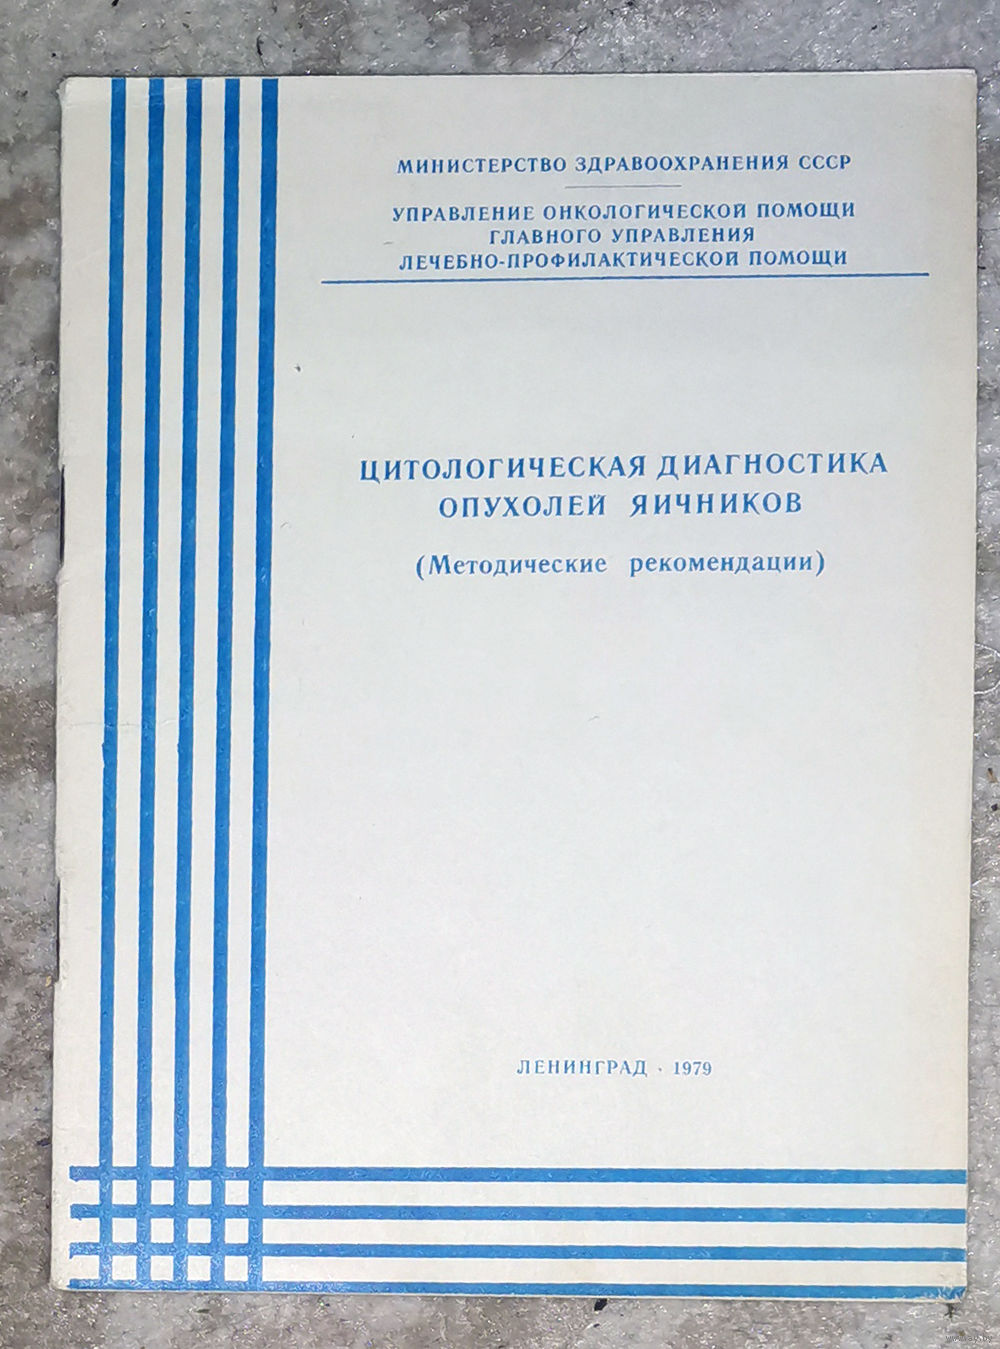 МИНИСТЕРСТВО ЗДРАВООХРАНЕНИЯ СССР
УПРАВЛЕНИЕ ОНКОЛОГИЧЕСКОЙ ПОМОЩИ
ГЛАВНОГО УПРАВЛЕНИЯ
ЛЕЧЕБНО-ПРОФИЛАКТИЧЕСКОЙ ПОМОЩИ
ЦИТОЛОГИЧЕСКАЯ ДИАГНОСТИКА
ОПУХОЛЕЙ ЯИЧНИКОВ
(Методические рекомендации)
ЛЕНИНГРАД · 1979